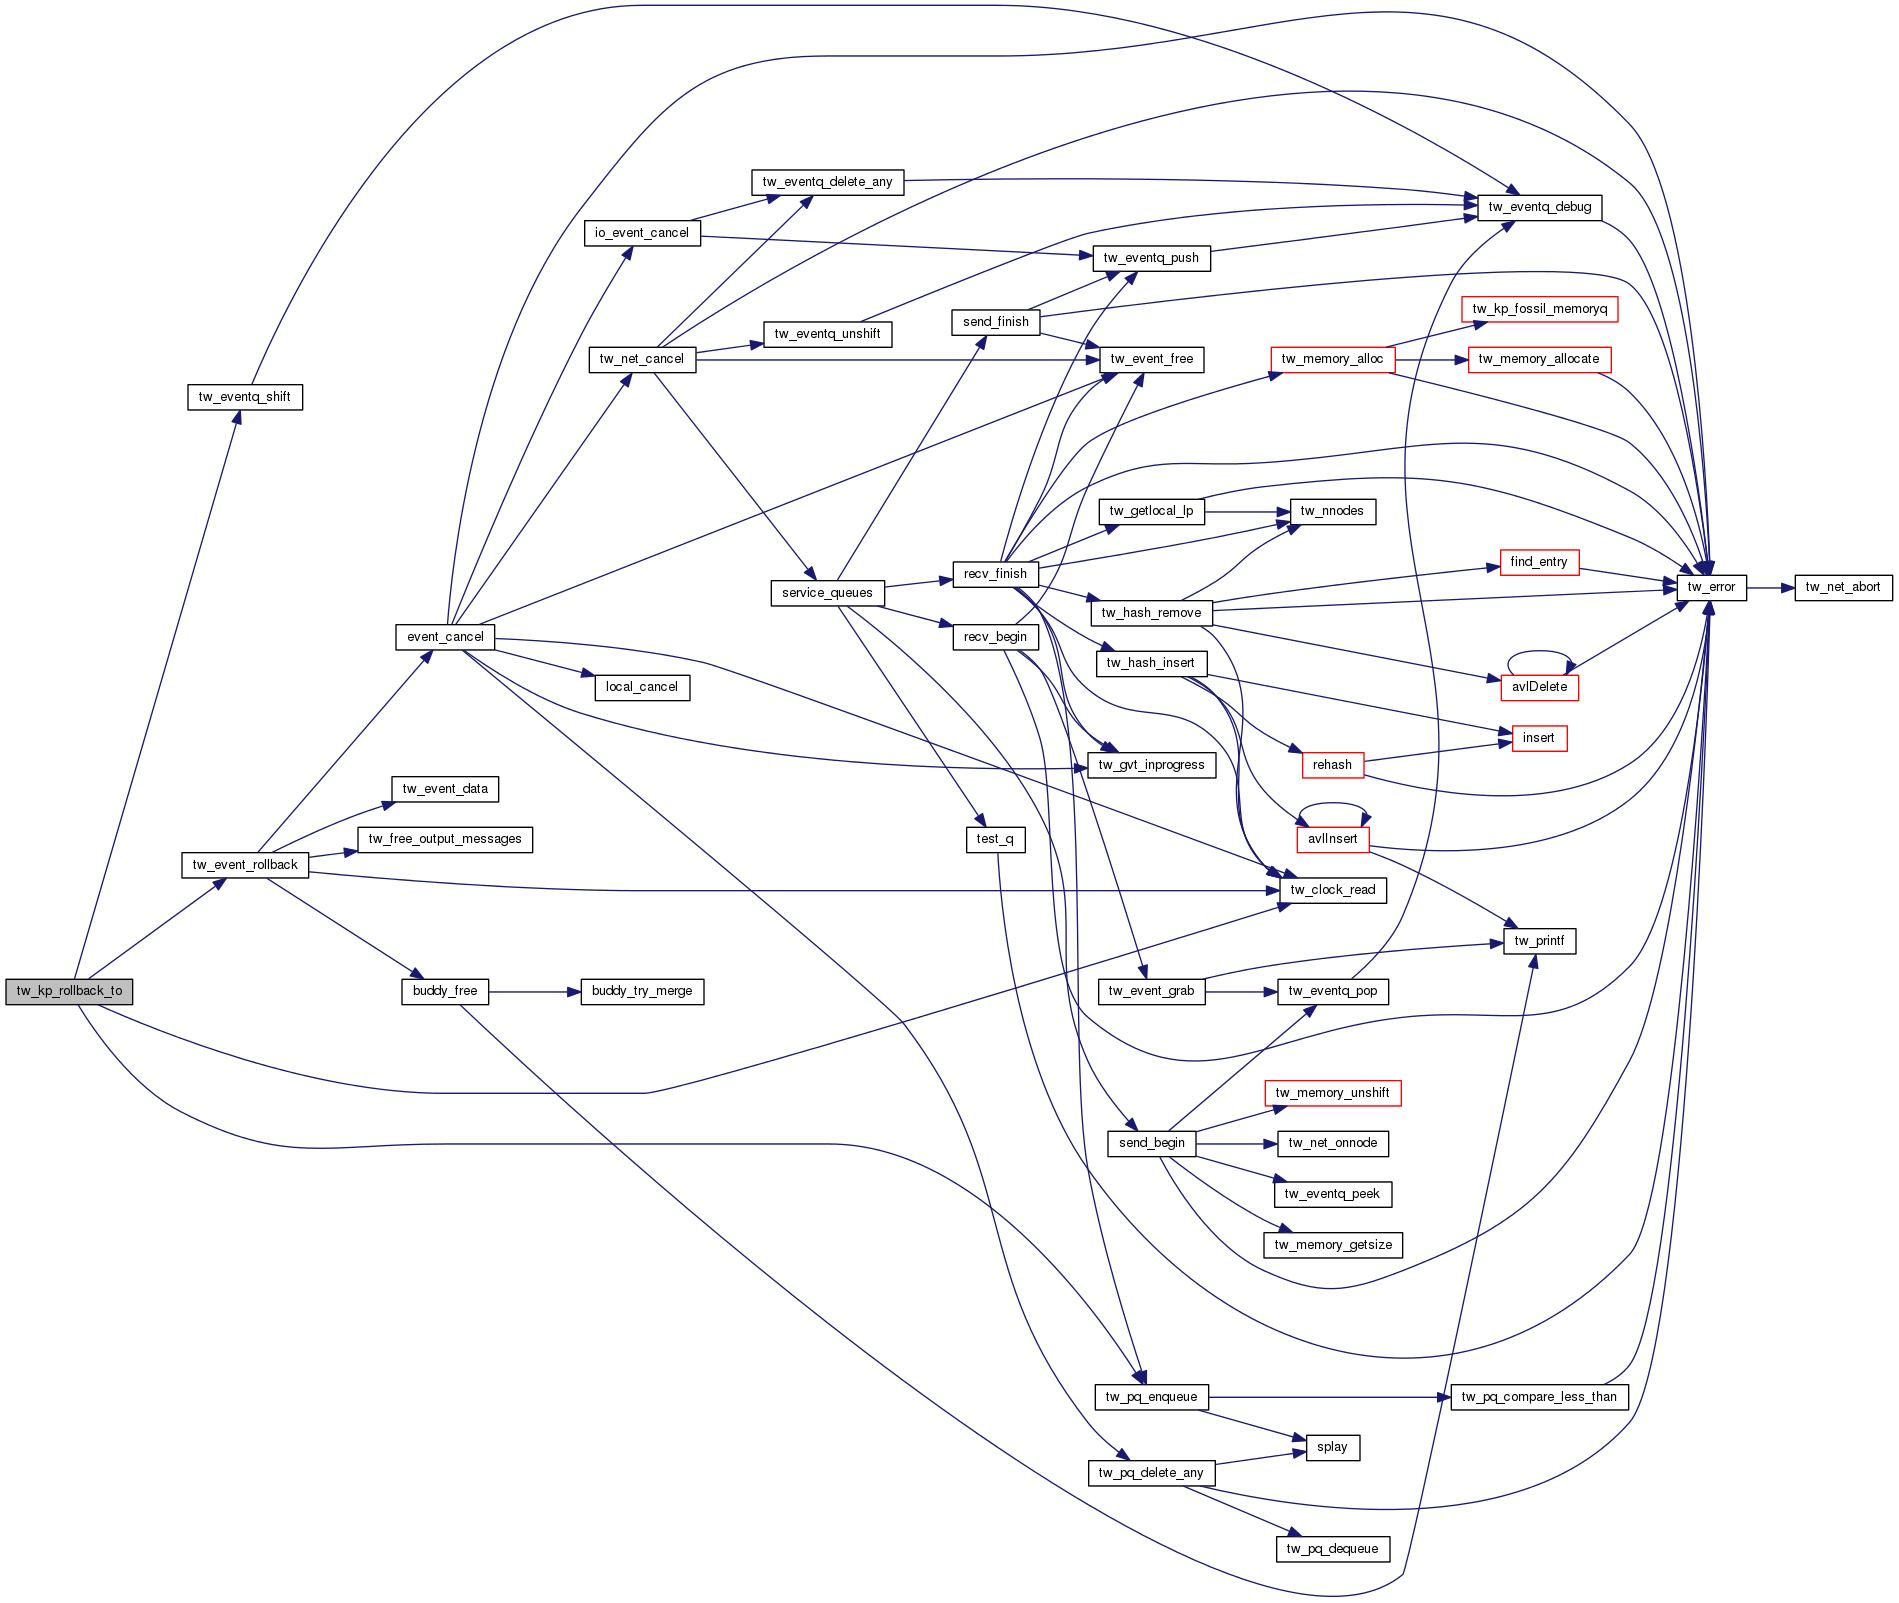 tw_eventq_delete_any
tw_eventq_debug
io_event_cancel
tw_eventq_push
tw_kp_fossil_memoryq
send_finish
tw_eventq_unshift
tw_net_cancel
tw_event_free
tw_memory_alloc
tw_memory_allocate
tw_eventq_shift
tw_getlocal_lp
tw_nnodes
find_entry
recv_finish
service_queues
tw_error
tw_net_abort
tw_hash_remove
event_cancel
recv_begin
tw_hash_insert
local_cancel
avlDelete
insert
tw_gvt_inprogress
rehash
tw_event_data
tw_free_output_messages
test_q
avlInsert
tw_event_rollback
tw_clock_read
tw_printf
tw_kp_rollback_to
buddy_free
buddy_try_merge
tw_event_grab
tw_eventq_pop
tw_memory_unshift
send_begin
tw_net_onnode
tw_eventq_peek
tw_memory_getsize
tw_pq_enqueue
tw_pq_compare_less_than
splay
tw_pq_delete_any
tw_pq_dequeue